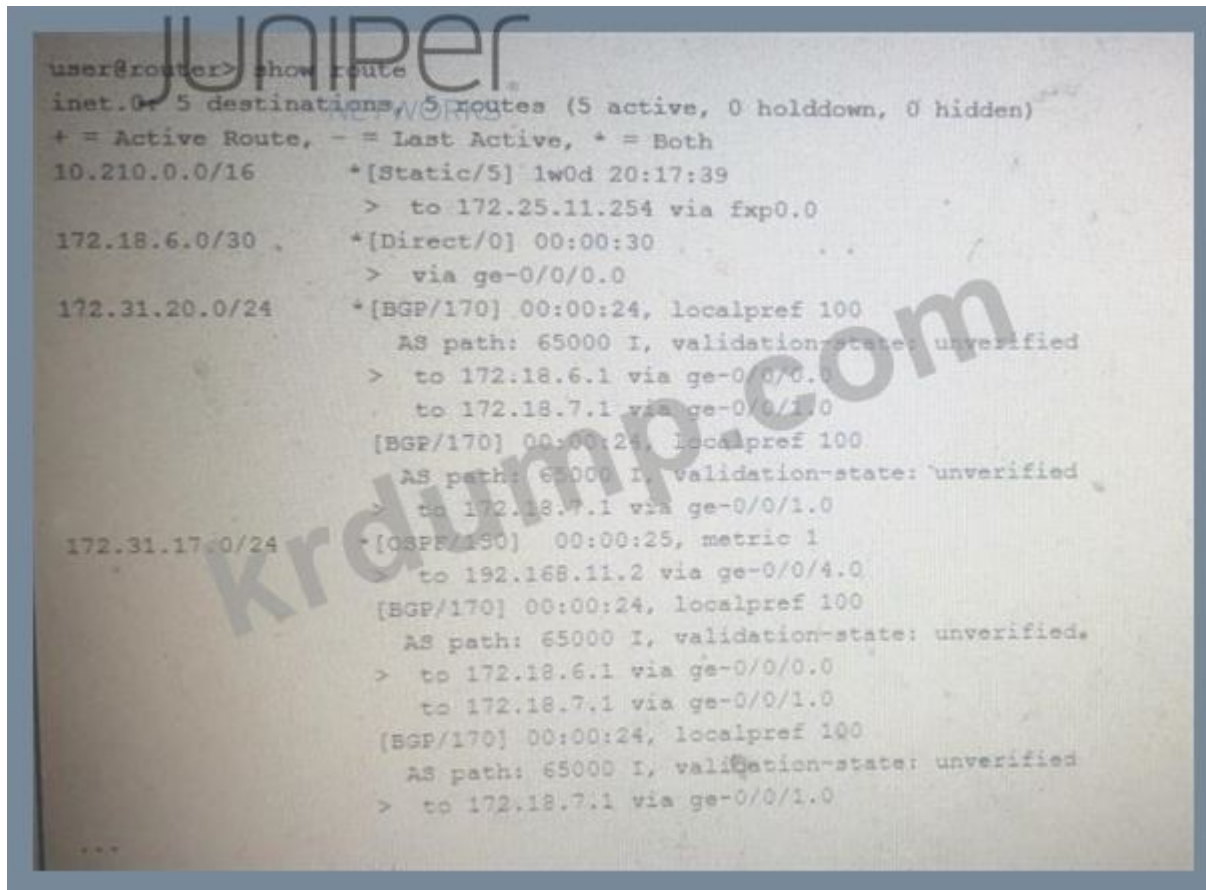 JUNIPER
NETWORKS
user@router> show route
inet.0: 5 destinations, 5 routes (5 active, 0 holddown, 0 hidden)
+ = Active Route, - = Last Active, * = Both
10.210.0.0/16 *[Static/5] 1w0d 20:17:39
> to 172.25.11.254 via fxp0.0
172.18.6.0/30 *[Direct/0] 00:00:30
> via ge-0/0/0.0
172.31.20.0/24 *[BGP/170] 00:00:24, localpref 100
AS path: 65000 I, validation-state: unverified
> to 172.18.6.1 via ge-0/0/0.0
to 172.18.7.1 via ge-0/0/1.0
[BGP/170] 00:00:24, localpref 100
AS path: 65000 I, validation-state: unverified
> to 172.18.7.1 via ge-0/0/1.0
172.31.17.0/24 *[OSPF/150] 00:00:25, metric 1
> to 192.168.11.2 via ge-0/0/4.0
[BGP/170] 00:00:24, localpref 100
AS path: 65000 I, validation-state: unverified.
> to 172.18.6.1 via ge-0/0/0.0
to 172.18.7.1 via ge-0/0/1.0
[BGP/170] 00:00:24, localpref 100
AS path: 65000 I, validation-state: unverified
> to 172.18.7.1 via ge-0/0/1.0
...
krdump.com